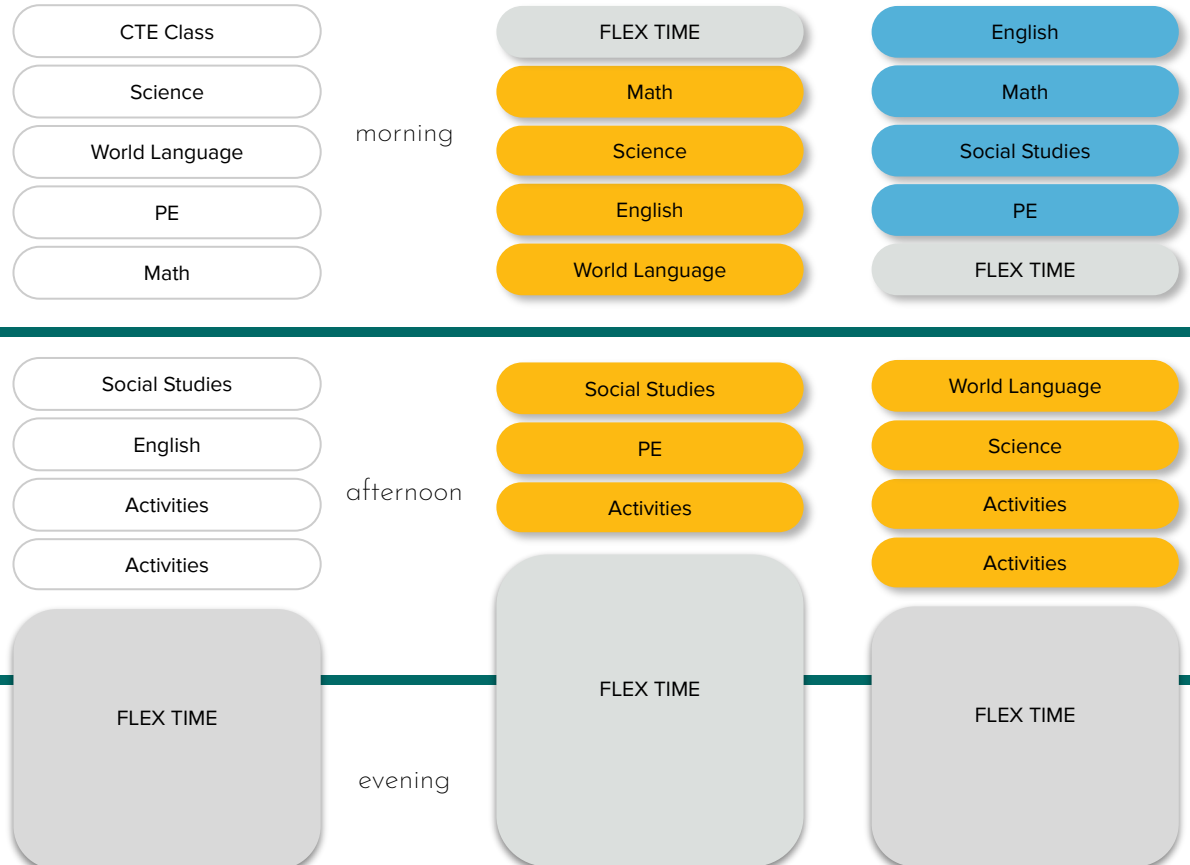 CTE Class
Science
World Language
PE
Math
morning
FLEX TIME
Math
Science
English
World Language
English
Math
Social Studies
PE
FLEX TIME
Social Studies
English
Activities
Activities
afternoon
Social Studies
PE
Activities
World Language
Science
Activities
Activities
FLEX TIME
evening
FLEX TIME
FLEX TIME